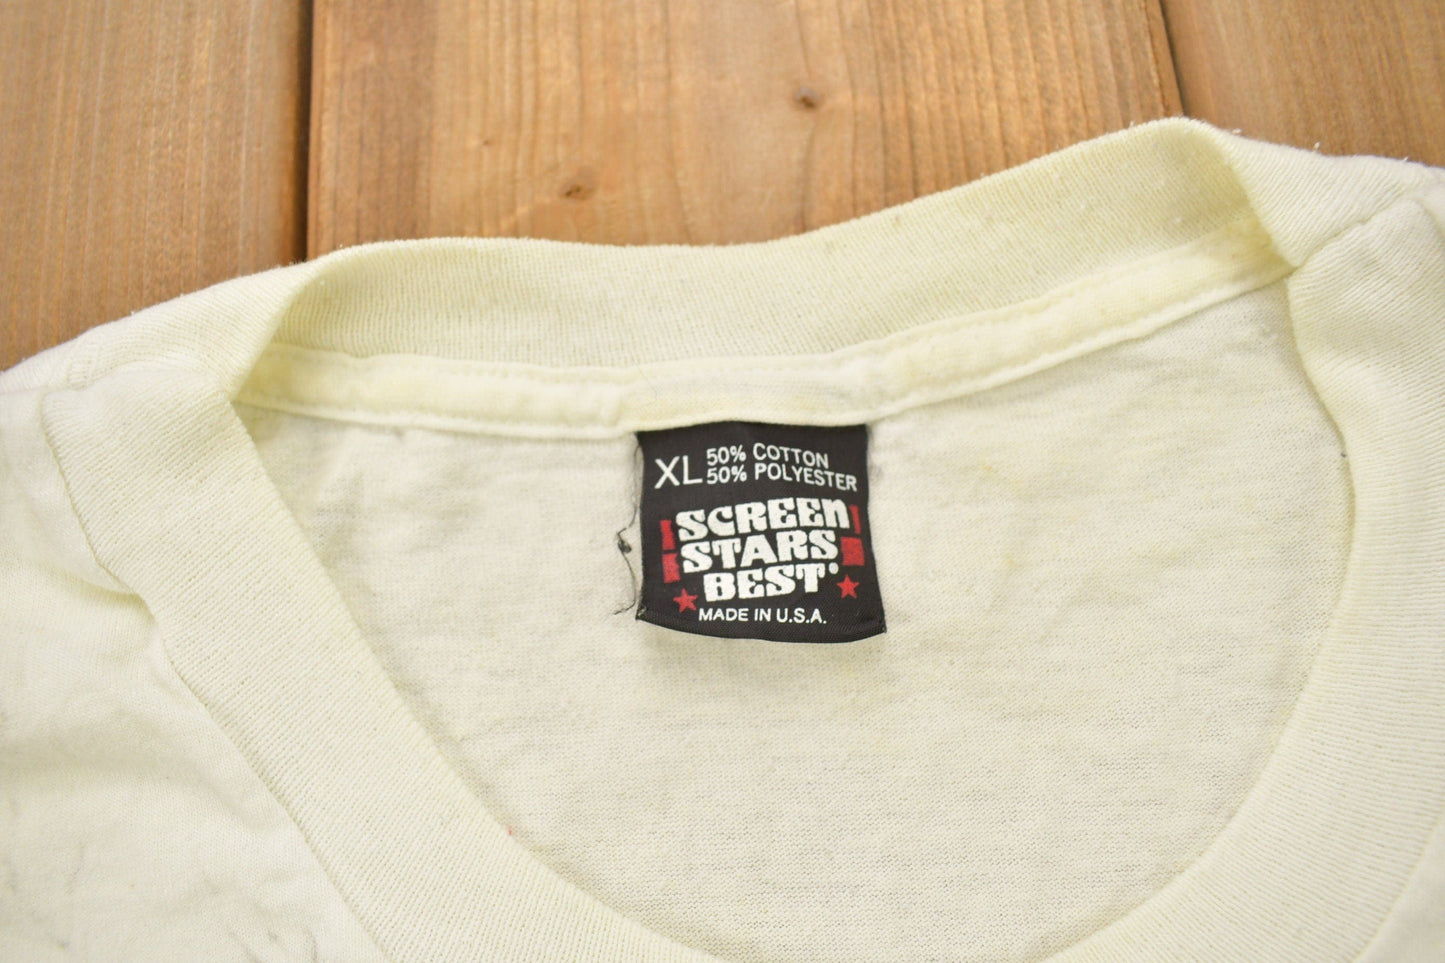 XL 50% COTTON
50% POLYESTER
SCREEN
STARS
BEST
MADE IN U.S.A.